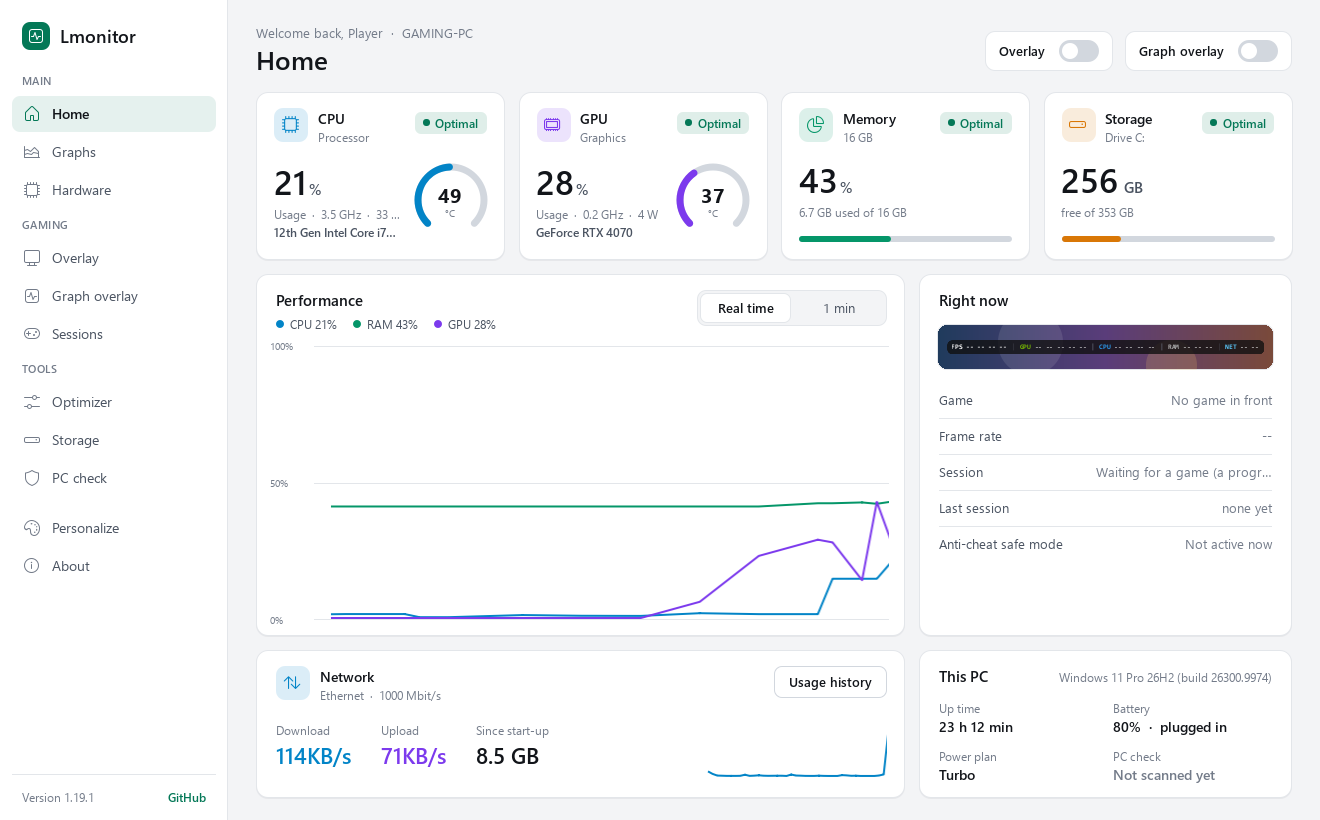 Lmonitor
MAIN
Home
Graphs
Hardware
GAMING
Overlay
Graph overlay
Sessions
TOOLS
Optimizer
Storage
PC check
Personalize
About
Version 1.19.1
GitHub
Welcome back, Player · GAMING-PC
Home
Overlay
Graph overlay
CPU
Processor
Optimal
21 %
Usage · 3.5 GHz · 33 ...
12th Gen Intel Core i7...
49
°C
GPU
Graphics
Optimal
28 %
Usage · 0.2 GHz · 4 W
GeForce RTX 4070
37
°C
Memory
16 GB
Optimal
43 %
6.7 GB used of 16 GB
Storage
Drive C:
Optimal
256 GB
free of 353 GB
Performance
CPU 21% RAM 43% GPU 28%
Real time
1 min
100%
50%
0%
Right now
FPS -- -- -- -- | GPU -- -- -- -- -- | CPU -- -- -- -- | RAM -- -- -- | NET -- --
Game No game in front
Frame rate --
Session Waiting for a game (a progr...
Last session none yet
Anti-cheat safe mode Not active now
Network
Ethernet · 1000 Mbit/s
Usage history
Download Upload Since start-up
114KB/s 71KB/s 8.5 GB
This PC
Windows 11 Pro 26H2 (build 26300.9974)
Up time Battery
23 h 12 min 80% · plugged in
Power plan PC check
Turbo Not scanned yet